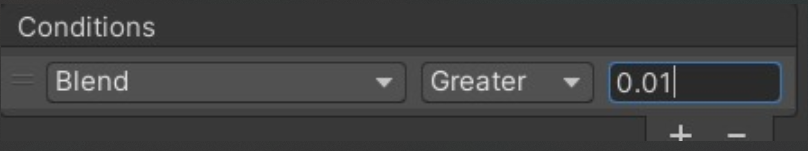 Conditions
Blend Greater 0.01
+ −